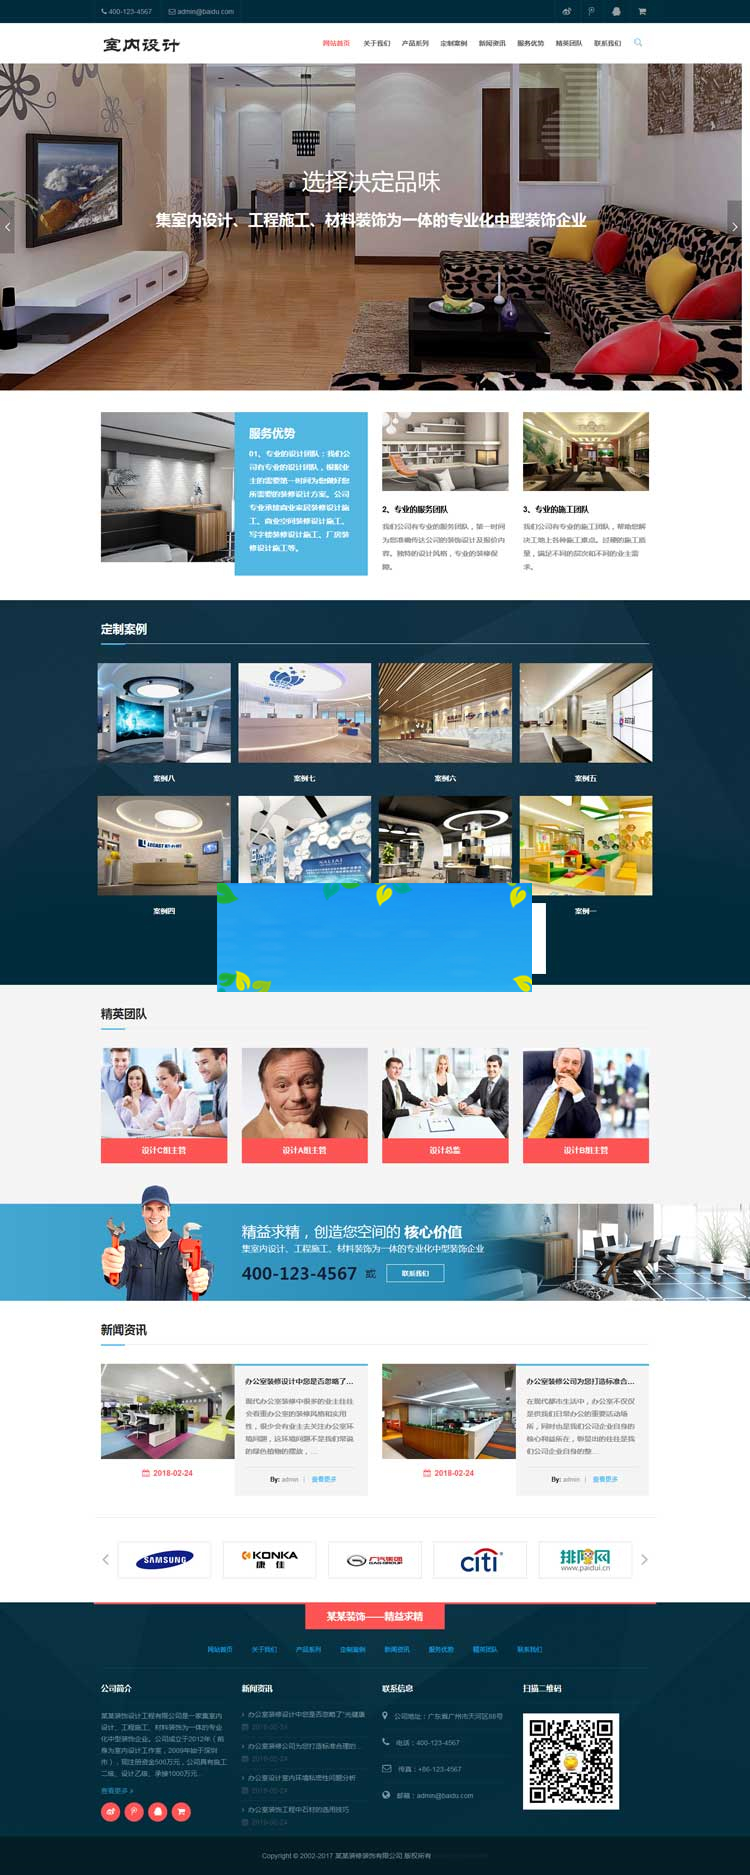 400-123-4567 admin@baidu.com
室内设计
网站首页 关于我们 产品系列 定制案例 新闻资讯 服务优势 精英团队 联系我们
选择决定品味
集室内设计、工程施工、材料装饰为一体的专业化中型装饰企业
服务优势
01、专业的设计团队：我们公
司有专业的设计团队，根据业
主的需要第一时间为您做好您
所需要的装修设计方案。公司
专业承接商业家居装修设计施
工、商业空间装修设计施工、
写字楼装修设计施工、厂房装
修设计施工等。
2、专业的服务团队
我们公司有专业的服务团队，第一时间
为您准确传达公司的装饰设计及报价内
容。独特的设计风格，专业的装修保
障。
3、专业的施工团队
我们公司有专业的施工团队，帮助您解
决工地上各种施工难点。过硬的施工质
量，满足不同的层次和不同的业主需
求。
定制案例
案例八 案例七 案例六 案例五
案例四 案例一
精英团队
设计C组主管 设计A组主管 设计总监 设计B组主管
精益求精，创造您空间的 核心价值
集室内设计、工程施工、材料装饰为一体的专业化中型装饰企业
400-123-4567 或 联系我们
新闻资讯
办公室装修设计中您是否忽略了...
现代办公室装修中很多的业主往往
会看重办公室的装修风格和实用
性，很少会有业主去关注办公室环
境问题，这环境问题不是我们常说
的绿色植物的摆放，...
2018-02-24
By: admin | 查看更多
办公室装修公司为您打造标准合...
在现代都市生活中，办公室不仅仅
是供我们日常办公的重要活动场
所，同时也是我们公司企业自身的
核心利益所在，彰显出的往往是我
们公司企业自身的整...
2018-02-24
By: admin | 查看更多
SAMSUNG KONKA 康佳 广汽集团 GAC GROUP citi 排队网 www.paidui.cn
某某装饰——精益求精
网站首页 关于我们 产品系列 定制案例 新闻资讯 服务优势 精英团队 联系我们
公司简介
某某装饰设计工程有限公司是一家集室内
设计、工程施工、材料装饰为一体的专业
化中型装饰企业。公司成立于2012年（前
身为室内设计工作室，2009年始于深圳
市），现注册资金500万元，公司具有施工
二级、设计乙级、承接1000万元...
查看更多 »
新闻资讯
办公室装修设计中您是否忽略了“光健康
2018-02-24
办公室装修公司为您打造标准合理的...
2018-02-24
办公室设计室内环境私密性问题分析
2018-02-24
办公室装饰工程中石材的选用技巧
2018-02-24
联系信息
公司地址：广东省广州市天河区88号
电话：400-123-4567
传真：+86-123-4567
邮箱：admin@baidu.com
扫描二维码
Copyright © 2002-2017 某某装修装饰有限公司 版权所有